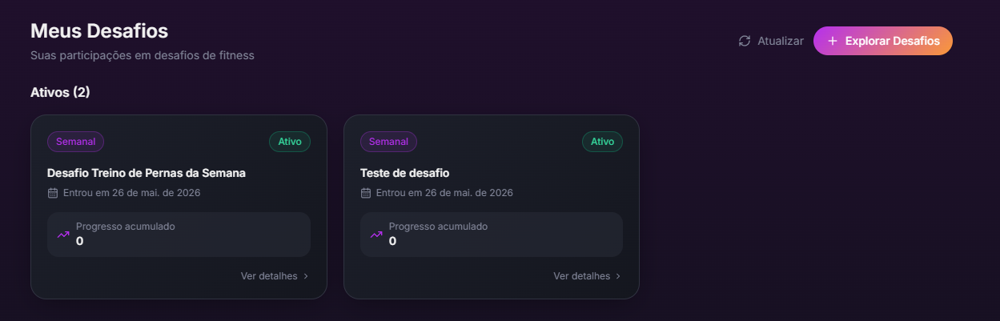 Meus Desafios
Suas participações em desafios de fitness
Atualizar
Explorar Desafios
Ativos (2)
Semanal
Ativo
Desafio Treino de Pernas da Semana
Entrou em 26 de mai. de 2026
Progresso acumulado
0
Ver detalhes
Semanal
Ativo
Teste de desafio
Entrou em 26 de mai. de 2026
Progresso acumulado
0
Ver detalhes